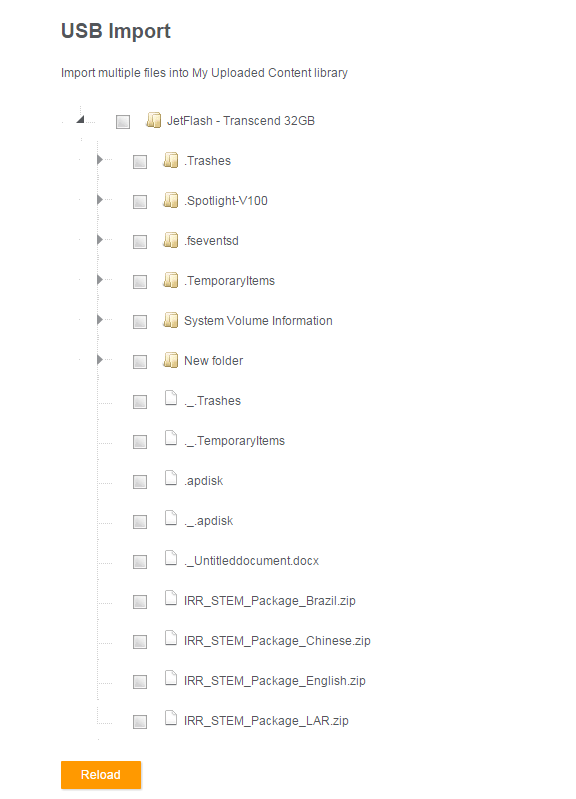 USB Import
Import multiple files into My Uploaded Content library
JetFlash - Transcend 32GB
.Trashes
.Spotlight-V100
.fseventsd
.TemporaryItems
System Volume Information
New folder
._.Trashes
._.TemporaryItems
.apdisk
._.apdisk
._Untitleddocument.docx
IRR_STEM_Package_Brazil.zip
IRR_STEM_Package_Chinese.zip
IRR_STEM_Package_English.zip
IRR_STEM_Package_LAR.zip
Reload